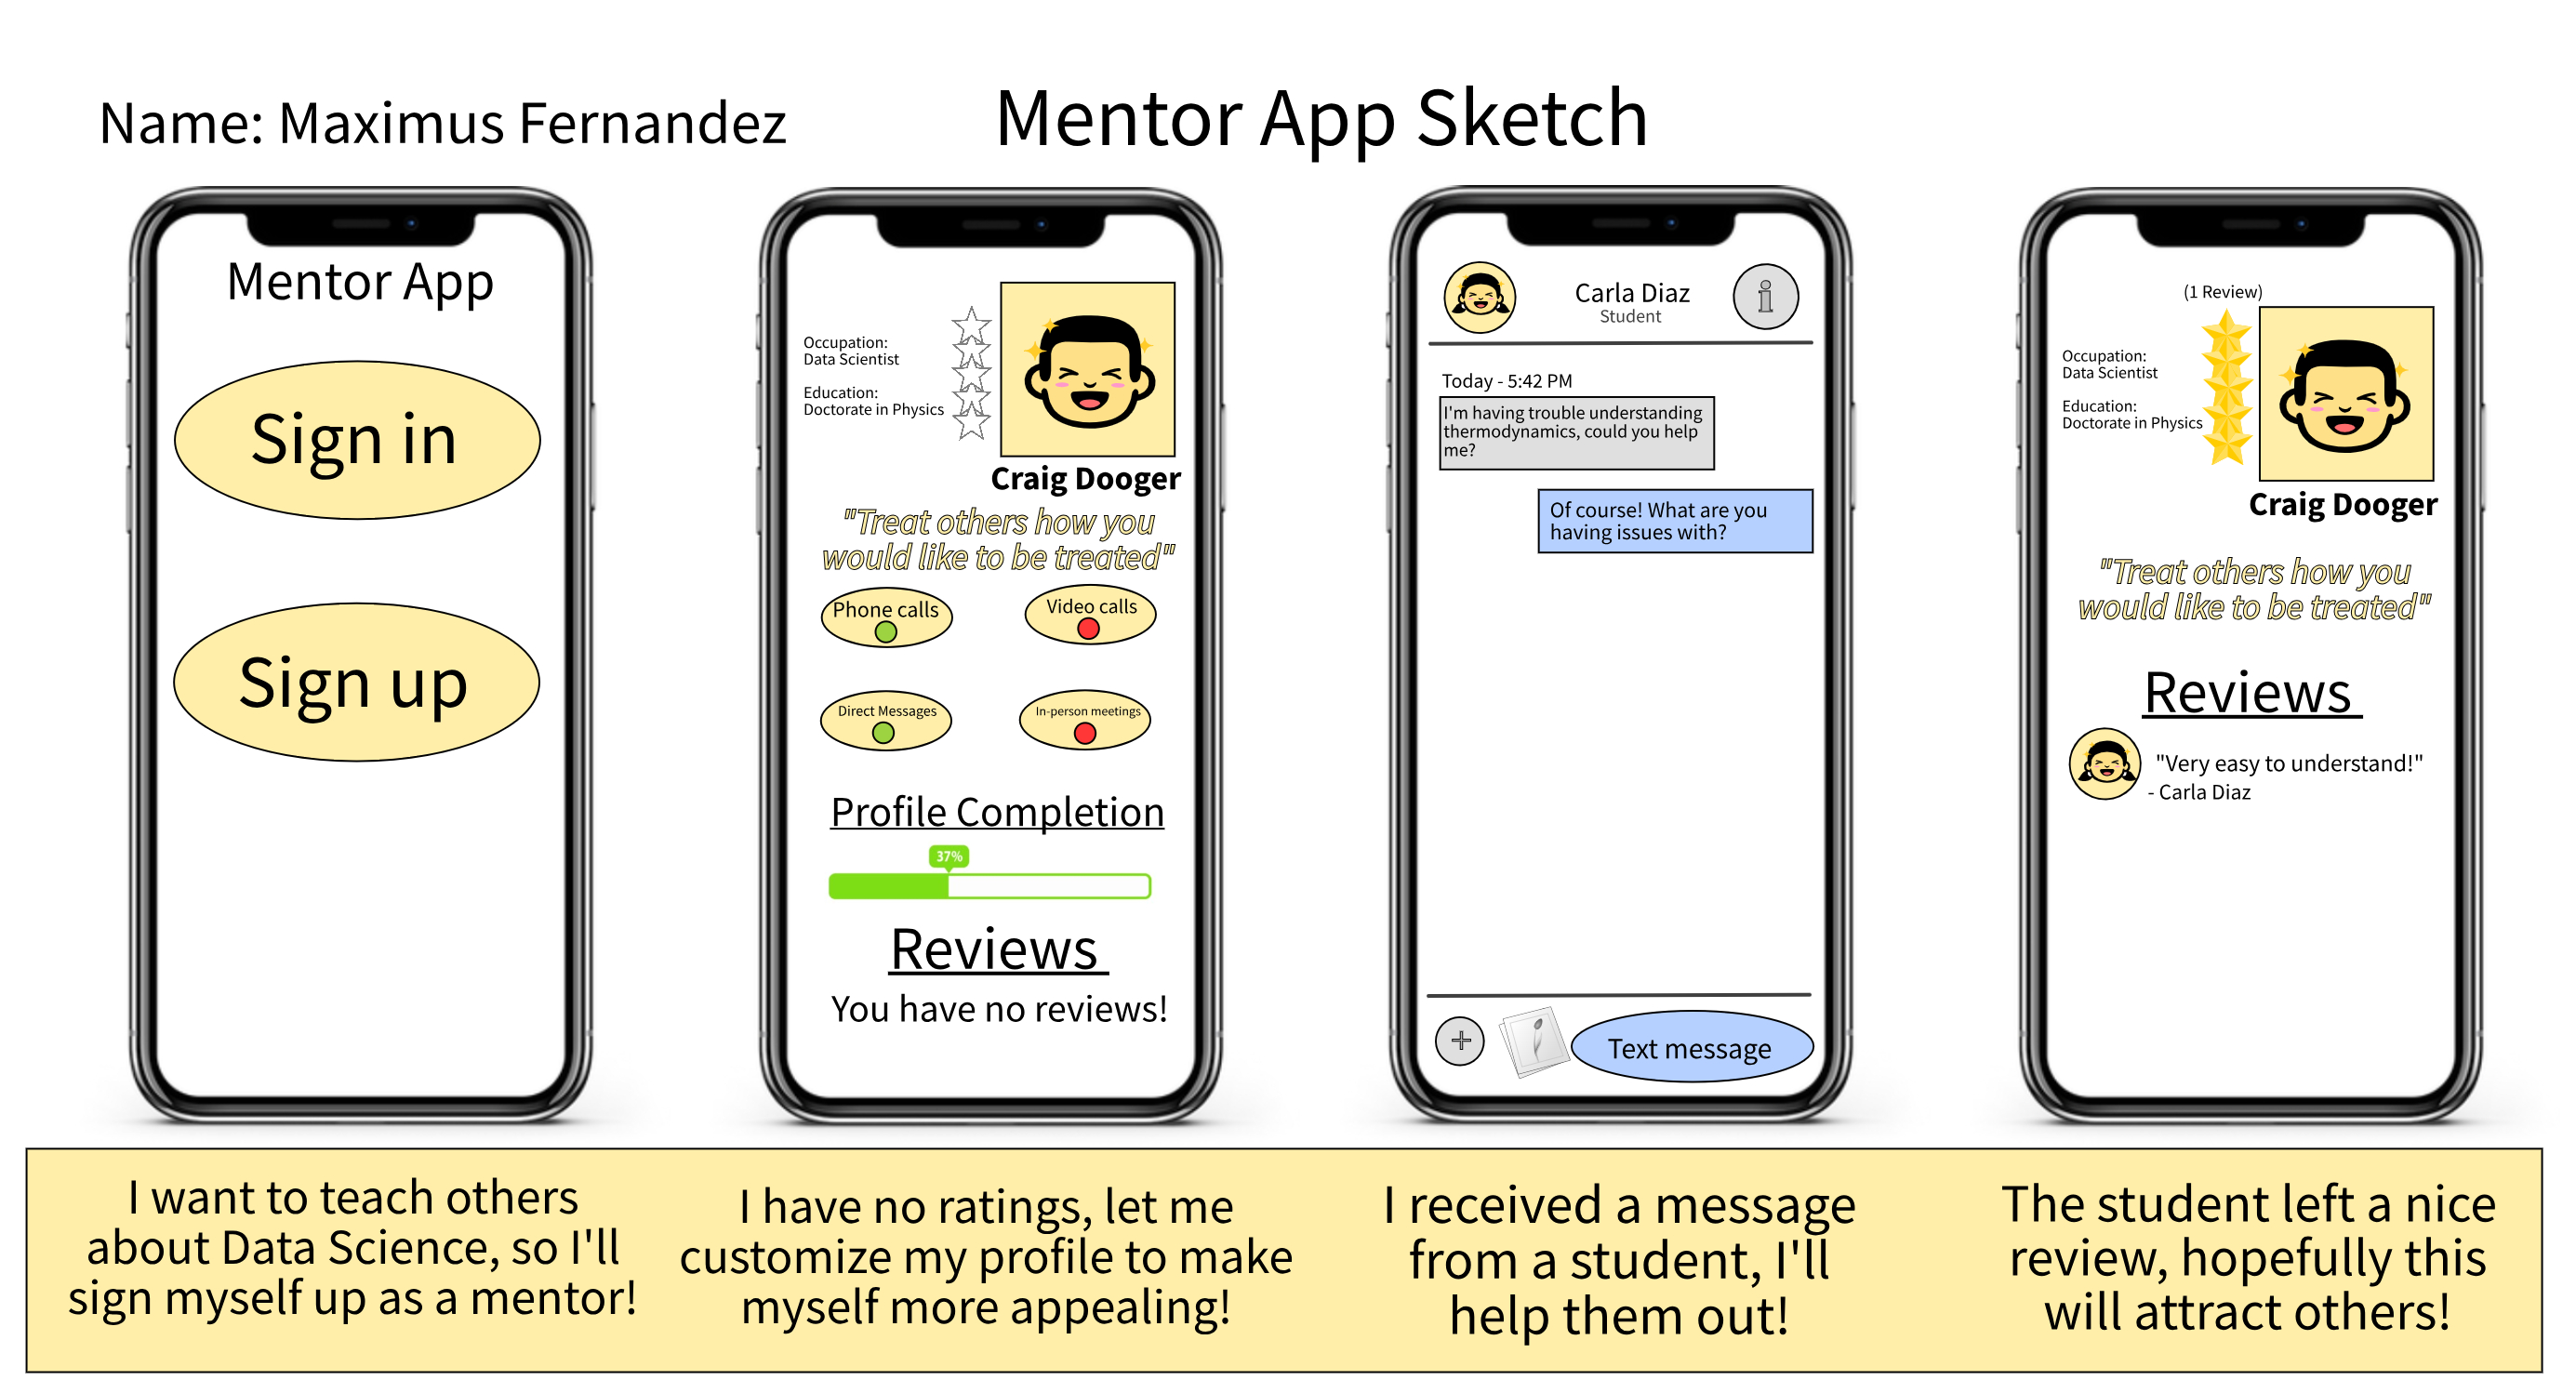 Name: Maximus Fernandez
Mentor App Sketch
Mentor App
Sign in
Sign up
Occupation:
Data Scientist
Education:
Doctorate in Physics
Craig Dooger
"Treat others how you
would like to be treated"
Phone calls
Video calls
Direct Messages
In-person meetings
Profile Completion
37%
Reviews
You have no reviews!
Carla Diaz
Student
i
Today - 5:42 PM
I'm having trouble understanding
thermodynamics, could you help
me?
Of course! What are you
having issues with?
+
Text message
(1 Review)
Occupation:
Data Scientist
Education:
Doctorate in Physics
Craig Dooger
"Treat others how you
would like to be treated"
Reviews
"Very easy to understand!"
- Carla Diaz
I want to teach others
about Data Science, so I'll
sign myself up as a mentor!
I have no ratings, let me
customize my profile to make
myself more appealing!
I received a message
from a student, I'll
help them out!
The student left a nice
review, hopefully this
will attract others!